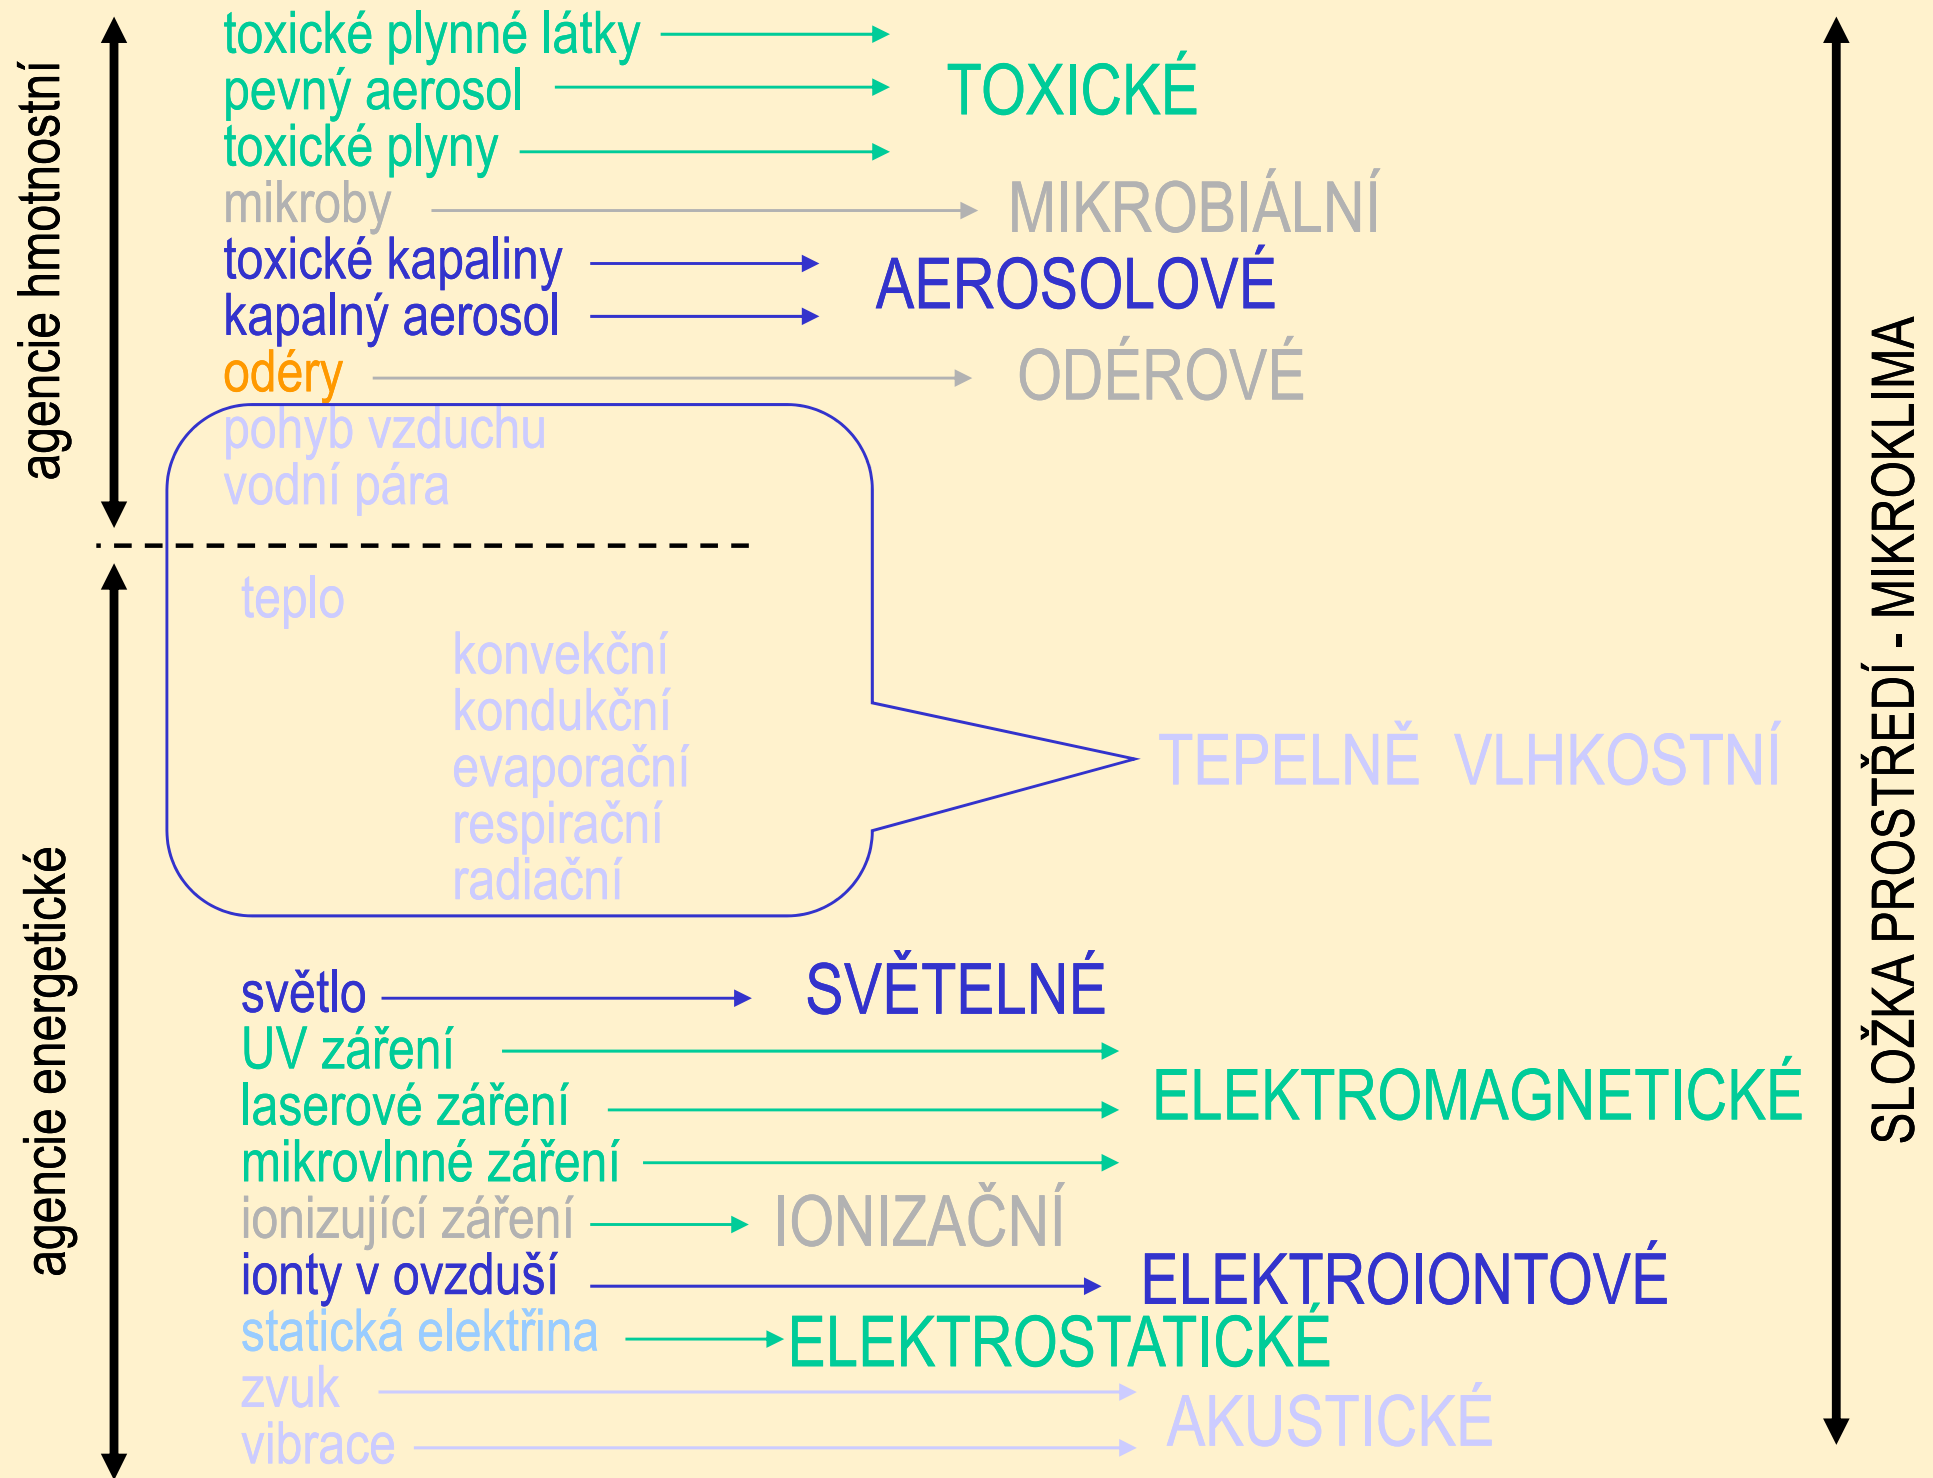 agencie hmotnostní
toxické plynné látky
pevný aerosol
TOXICKÉ
toxické plyny
mikroby
MIKROBIÁLNÍ
toxické kapaliny
AEROSOLOVÉ
kapalný aerosol
odéry
ODÉROVÉ
pohyb vzduchu
vodní pára
agencie energetické
teplo
konvekční
kondukční
evaporační
respirační
radiační
TEPELNĚ VLHKOSTNÍ
světlo
SVĚTELNÉ
UV záření
laserové záření
ELEKTROMAGNETICKÉ
mikrovlnné záření
ionizující záření
IONIZAČNÍ
ionty v ovzduší
ELEKTROIONTOVÉ
statická elektřina
ELEKTROSTATICKÉ
zvuk
AKUSTICKÉ
vibrace
SLOŽKA PROSTŘEDÍ - MIKROKLIMA